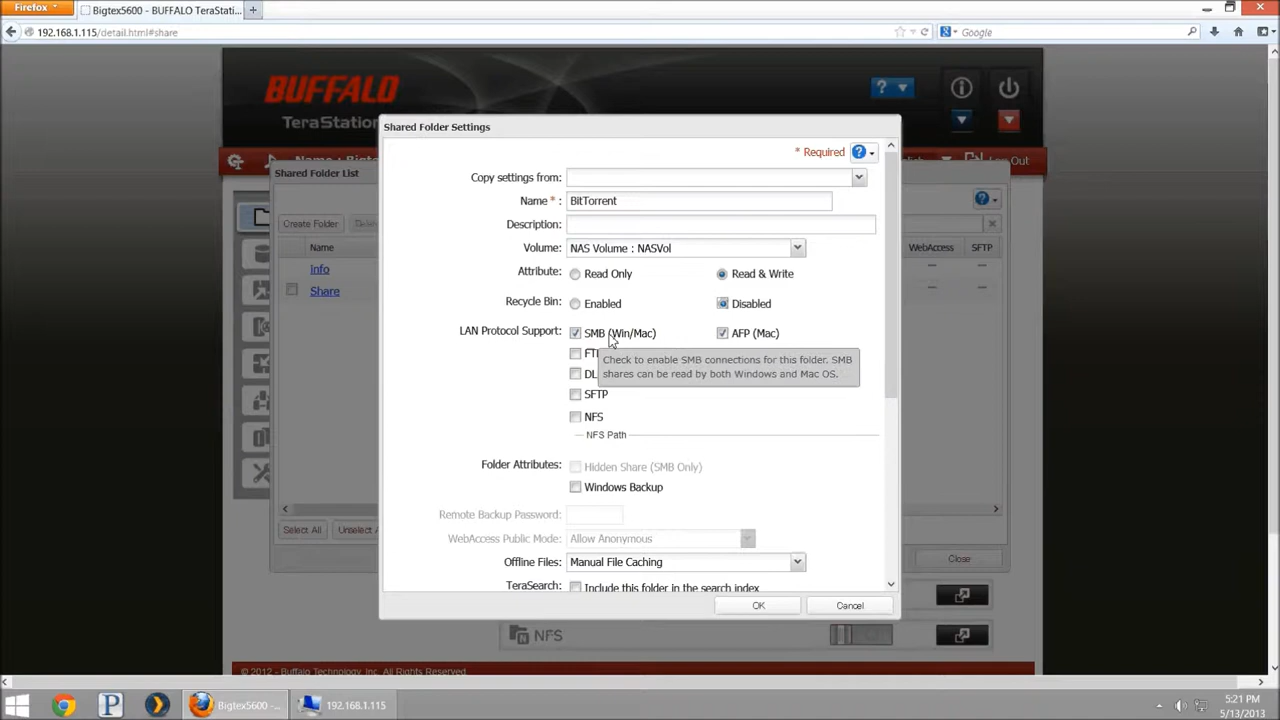 Firefox
Bigtex5600 - BUFFALO TeraStati...
192.168.1.115/detail.html#share
Google
BUFFALO
TeraStation
Shared Folder Settings
* Required
Log Out
Shared Folder List
Copy settings from:
Create Folder
Name * : BitTorrent
Description:
Name
WebAccess SFTP
Volume: NAS Volume : NASVol
Info
Attribute: Read Only Read & Write
Share
Recycle Bin: Enabled Disabled
LAN Protocol Support: SMB (Win/Mac) AFP (Mac)
Check to enable SMB connections for this folder. SMB
shares can be read by both Windows and Mac OS.
SFTP
NFS
NFS Path
Folder Attributes: Hidden Share (SMB Only)
Windows Backup
Remote Backup Password:
Select All
WebAccess Public Mode: Allow Anonymous
Offline Files: Manual File Caching
Close
TeraSearch: Include this folder in the search index
OK Cancel
NFS
© 2012 - Buffalo Technology, Inc. All Rights Reserved.
Bigtex5600 -...
192.168.1.115
5:21 PM
5/13/2013